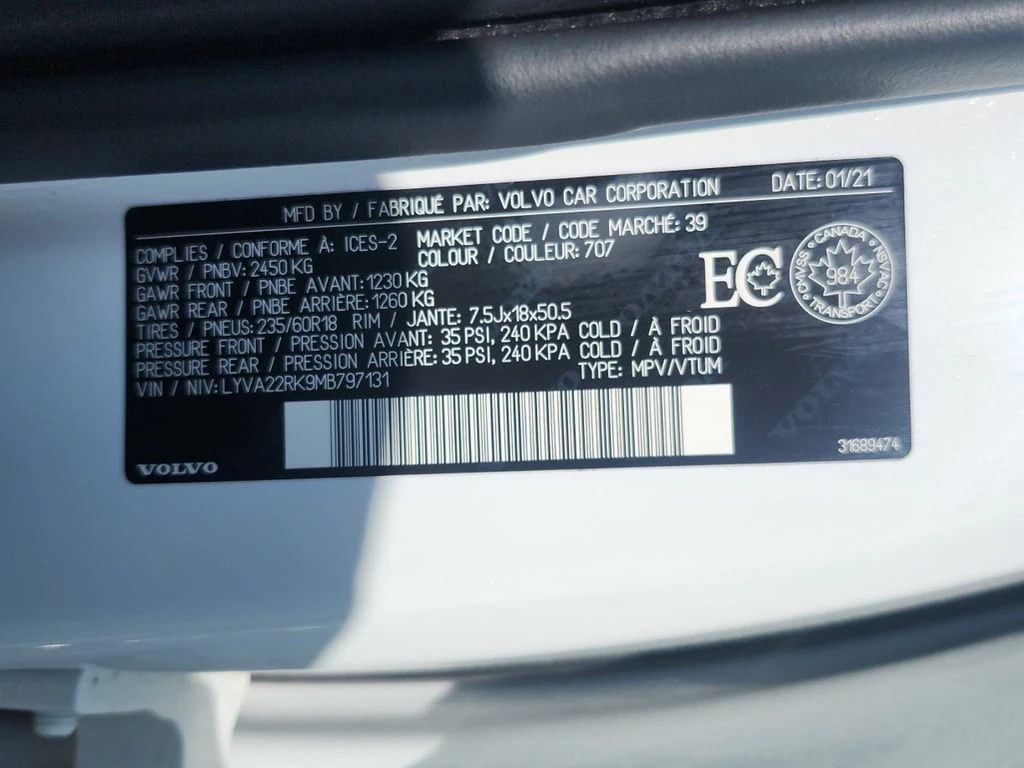 MFD BY / FABRIQUÉ PAR: VOLVO CAR CORPORATION DATE: 01/21
COMPLIES / CONFORME À: ICES-2 MARKET CODE / CODE MARCHÉ: 39
GVWR / PNBV: 2450 KG COLOUR / COULEUR: 707
GAWR FRONT / PNBE AVANT: 1230 KG
GAWR REAR / PNBE ARRIÈRE: 1260 KG
TIRES / PNEUS: 235/60R18 RIM / JANTE: 7.5Jx18x50.5
PRESSURE FRONT / PRESSION AVANT: 35 PSI, 240 KPA COLD / À FROID
PRESSURE REAR / PRESSION ARRIÈRE: 35 PSI, 240 KPA COLD / À FROID
VIN / NIV: LYVA22RK9MB797131 TYPE: MPV/VTUM
EC
CANADA
NSVAC
984
TRANSPORT
CMVSS
VOLVO
31689474